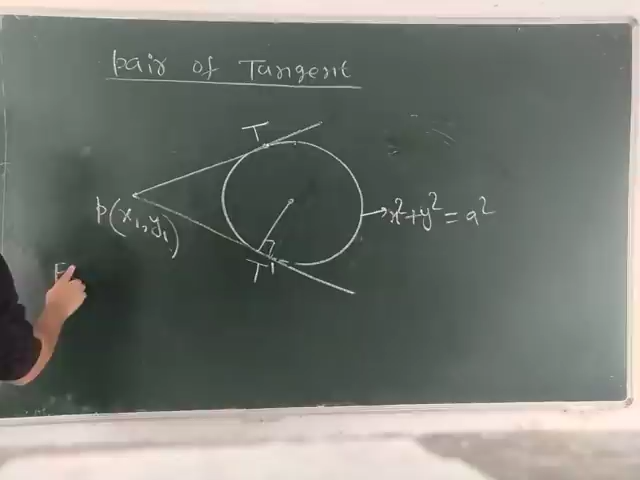 pair of Tangent
T
p(x₁,y₁)
x²+y²=a²
T'
E